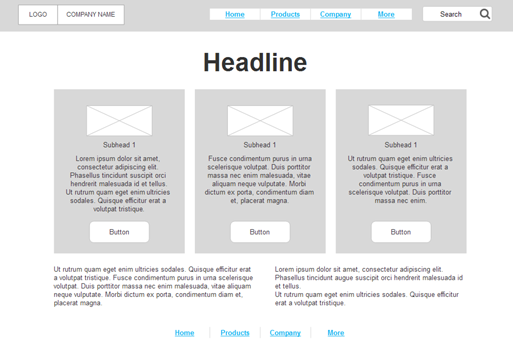 LOGO
COMPANY NAME
Home
Products
Company
More
Search
Headline
Subhead 1
Lorem ipsum dolor sit amet,
consectetur adipiscing elit.
Phasellus tincidunt suscipit orci
hendrerit malesuada id et tellus.
Ut rutrum quam eget enim ultricies
sodales. Quisque efficitur erat a
volutpat tristique.
Button
Subhead 1
Fusce condimentum purus in urna
scelerisque volutpat. Duis porttitor
massa nec enim malesuada, vitae
aliquam neque vulputate. Morbi
dictum ex porta, condimentum diam
et, placerat magna.
Button
Subhead 1
Ut rutrum quam eget enim ultricies
sodales. Quisque efficitur erat a
volutpat tristique. Fusce
condimentum purus in urna
scelerisque volutpat. Duis porttitor
massa nec enim.
Button
Ut rutrum quam eget enim ultricies sodales. Quisque efficitur erat
a volutpat tristique. Fusce condimentum purus in urna scelerisque
volutpat. Duis porttitor massa nec enim malesuada, vitae aliquam
neque vulputate. Morbi dictum ex porta, condimentum diam et,
placerat magna.
Lorem ipsum dolor sit amet, consectetur adipiscing elit.
Phasellus tincidunt augue suscipit orci hendrerit malesuada id
et tellus.
Ut rutrum quam eget enim ultricies sodales. Quisque efficitur
erat a volutpat tristique.
Home
Products
Company
More